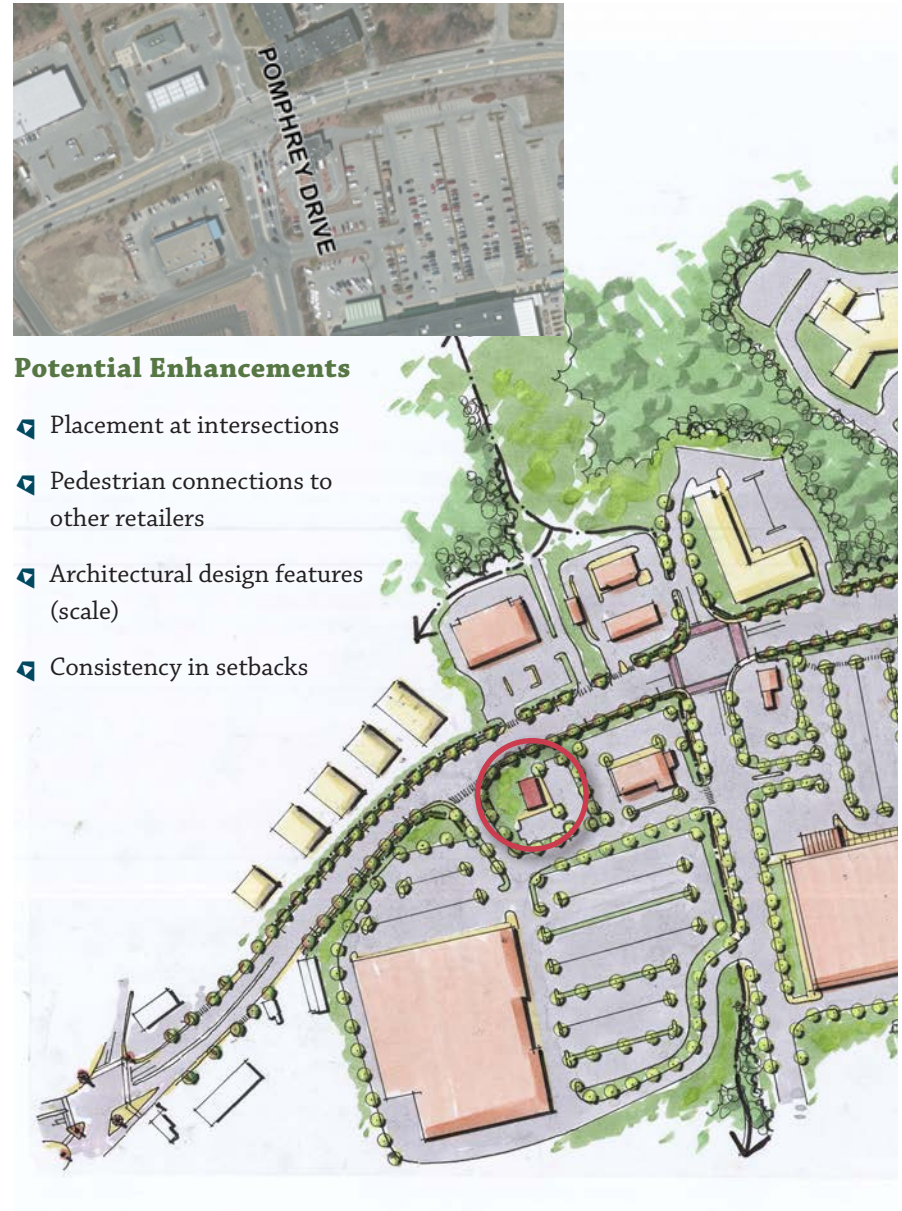 POMPHREY DRIVE
Potential Enhancements
Placement at intersections
Pedestrian connections to
other retailers
Architectural design features
(scale)
Consistency in setbacks